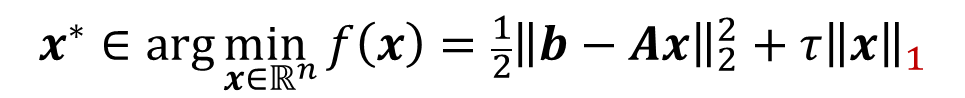 x* ∈ arg min_{x∈ℝⁿ} f(x) = ½‖b − Ax‖₂² + τ‖x‖₁